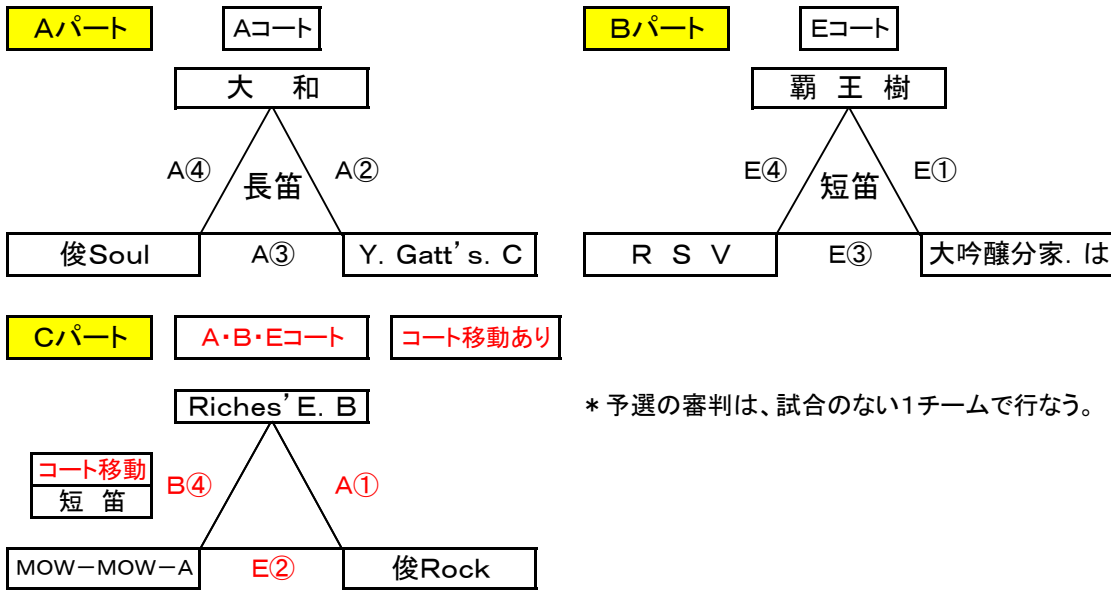 Aパート Aコート
Bパート Eコート
大 和
覇 王 樹
A④ 長笛 A②
E④ 短笛 E①
俊Soul A③ Y. Gatt’s. C
R S V E③ 大吟醸分家. は
Cパート A・B・Eコート コート移動あり
Riches’E. B
*予選の審判は、試合のない1チームで行なう。
コート移動
短 笛
B④ A①
MOW-MOW-A E② 俊Rock